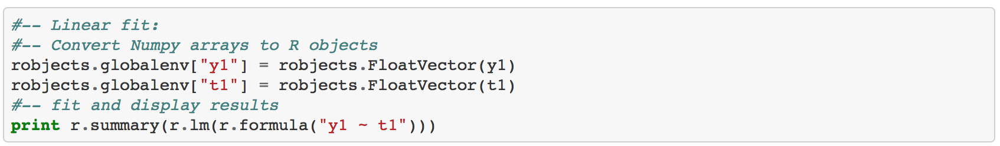 #-- Linear fit:
#-- Convert Numpy arrays to R objects
robjects.globalenv["y1"] = robjects.FloatVector(y1)
robjects.globalenv["t1"] = robjects.FloatVector(t1)
#-- fit and display results
print r.summary(r.lm(r.formula("y1 ~ t1")))